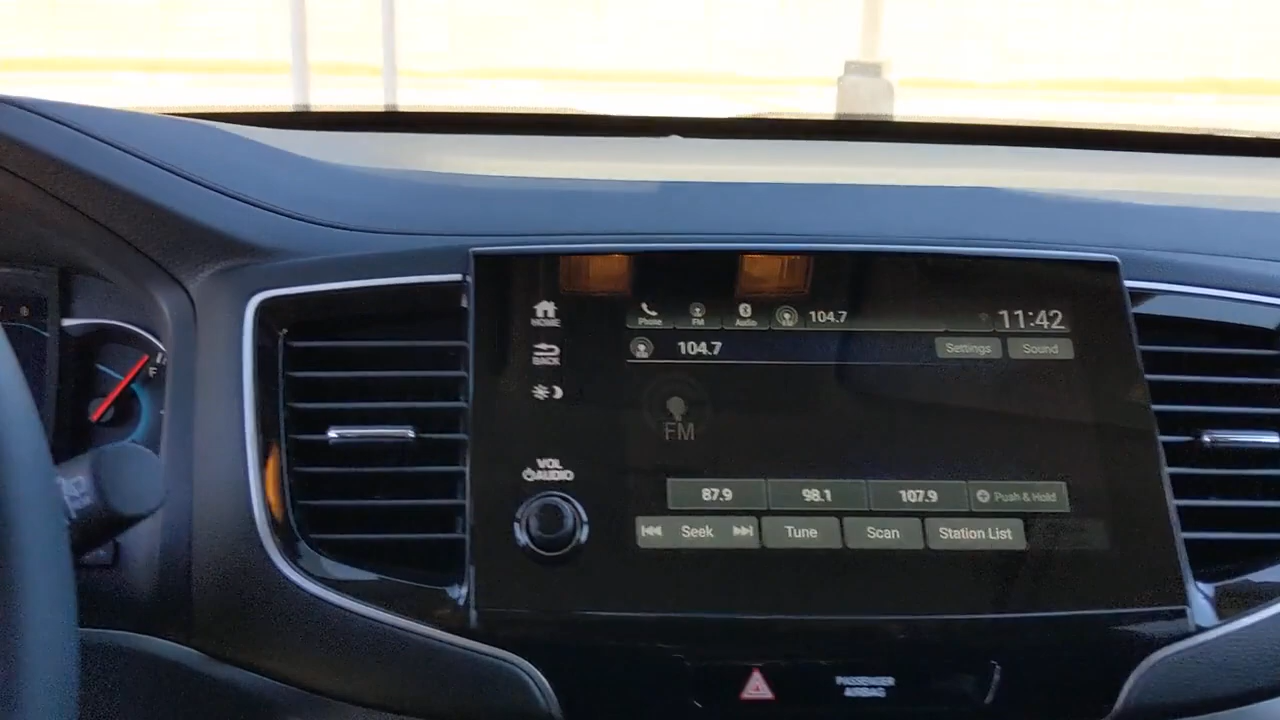 HOME
Phone
FM
Audio
104.7
11:42
104.7
Settings
Sound
BACK
F
FM
VOL
AUDIO
87.9
98.1
107.9
Push & Hold
Seek
Tune
Scan
Station List
PASSENGER
AIRBAG